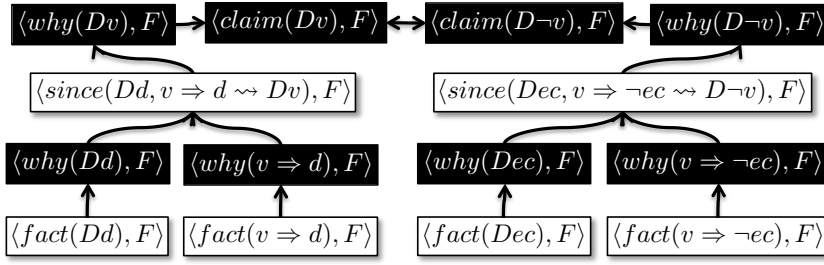 ⟨why(Dv), F⟩ ⟨claim(Dv), F⟩ ⟨claim(D¬v), F⟩ ⟨why(D¬v), F⟩
⟨since(Dd, v ⇒ d ⇝ Dv), F⟩ ⟨since(Dec, v ⇒ ¬ec ⇝ D¬v), F⟩
⟨why(Dd), F⟩ ⟨why(v ⇒ d), F⟩ ⟨why(Dec), F⟩ ⟨why(v ⇒ ¬ec), F⟩
⟨fact(Dd), F⟩ ⟨fact(v ⇒ d), F⟩ ⟨fact(Dec), F⟩ ⟨fact(v ⇒ ¬ec), F⟩